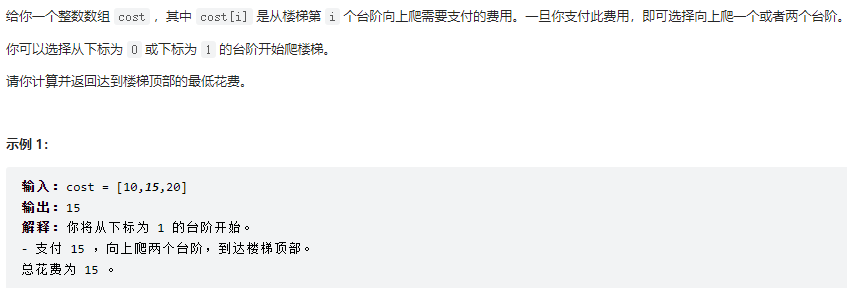 给你一个整数数组 cost ，其中 cost[i] 是从楼梯第 i 个台阶向上爬需要支付的费用。一旦你支付此费用，即可选择向上爬一个或者两个台阶。
你可以选择从下标为 0 或下标为 1 的台阶开始爬楼梯。
请你计算并返回达到楼梯顶部的最低花费。
示例 1：
输入：cost = [10,15,20]
输出：15
解释：你将从下标为 1 的台阶开始。
- 支付 15 ，向上爬两个台阶，到达楼梯顶部。
总花费为 15 。